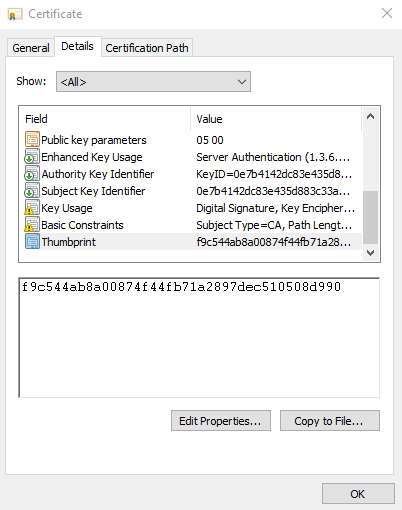 Certificate
General Details Certification Path
Show: <All>
Field Value
Public key parameters 05 00
Enhanced Key Usage Server Authentication (1.3.6....
Authority Key Identifier KeyID=0e7b4142dc83e435d8...
Subject Key Identifier 0e7b4142dc83e435d883c33a...
Key Usage Digital Signature, Key Encipher...
Basic Constraints Subject Type=CA, Path Lengt...
Thumbprint f9c544ab8a00874f44fb71a28...
f9c544ab8a00874f44fb71a2897dec510508d990
Edit Properties... Copy to File...
OK